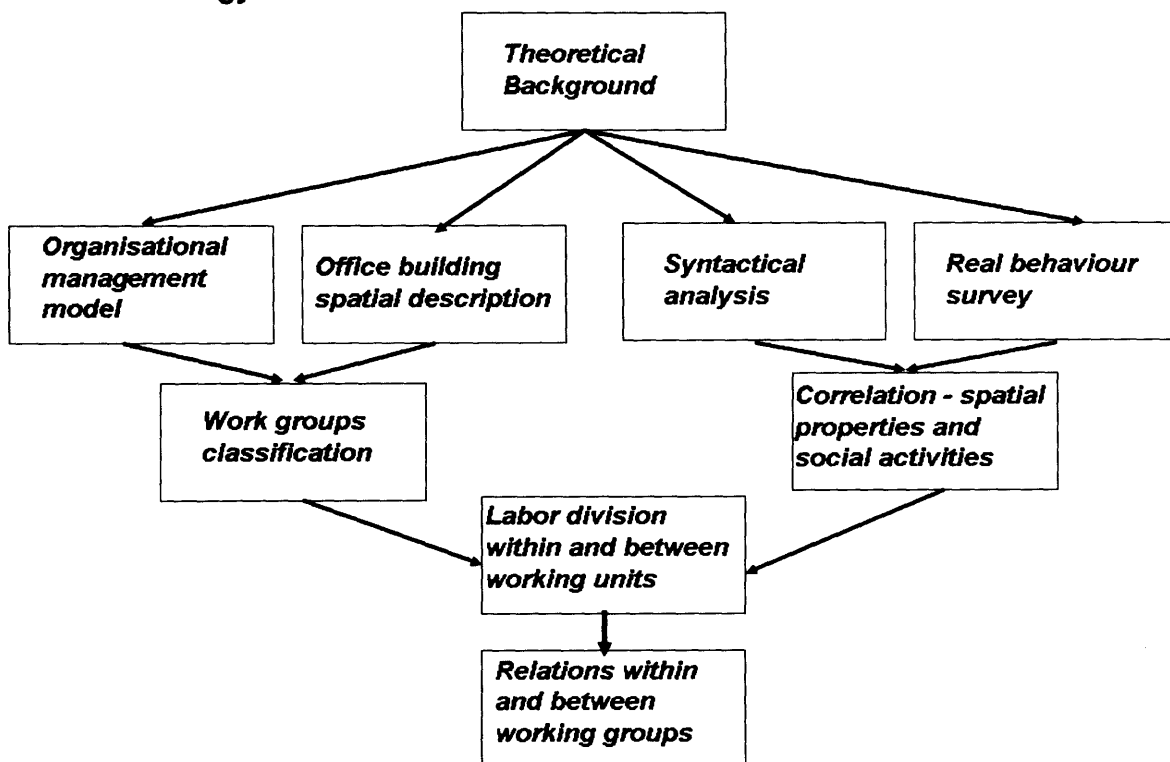 Theoretical
Background
Organisational
management
model
Office building
spatial description
Syntactical
analysis
Real behaviour
survey
Work groups
classification
Correlation - spatial
properties and
social activities
Labor division
within and between
working units
Relations within
and between
working groups